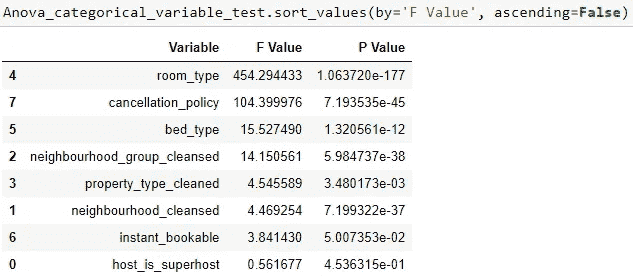 Anova_categorical_variable_test.sort_values(by='F Value', ascending=False)
Variable F Value P Value
4 room_type 454.294433 1.063720e-177
7 cancellation_policy 104.399976 7.193535e-45
5 bed_type 15.527490 1.320561e-12
2 neighbourhood_group_cleansed 14.150561 5.984737e-38
3 property_type_cleaned 4.545589 3.480173e-03
1 neighbourhood_cleansed 4.469254 7.199322e-37
6 instant_bookable 3.841430 5.007353e-02
0 host_is_superhost 0.561677 4.536315e-01